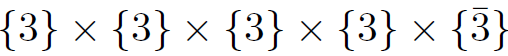 {3} × {3} × {3} × {3} × {3̄}